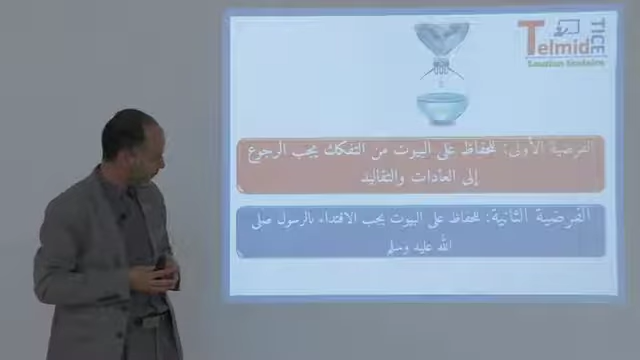 Telmid TICE
Soustion Scolaire
الفرضية الأولى: للحفاظ على البيوت من التفكك يجب الرجوع
إلى العادات والتقاليد
الفرضية الثانية: للحفاظ على البيوت يجب الاقتداء بالرسول صلى
الله عليه وسلم